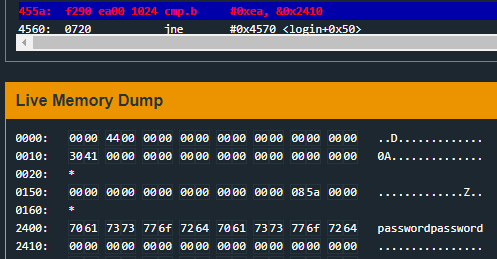 455a:  f290 ea00 1024 cmp.b     #0xea, &0x2410
4560:  0720           jne       #0x4570 <login+0x50>
Live Memory Dump
0000:   0000 4400 0000 0000 0000 0000 0000 0000   ..D.............
0010:   3041 0000 0000 0000 0000 0000 0000 0000   0A..............
0020:   *
0150:   0000 0000 0000 0000 0000 0000 085a 0000   .............Z..
0160:   *
2400:   7061 7373 776f 7264 7061 7373 776f 7264   passwordpassword
2410:   0000 0000 0000 0000 0000 0000 0000 0000   ................